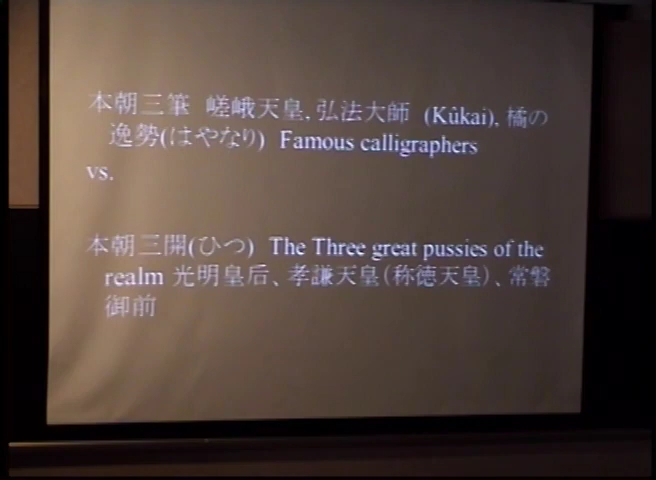 本朝三筆 嵯峨天皇, 弘法大師 (Kûkai), 橘の
逸勢(はやなり) Famous calligraphers
vs.
本朝三開(ひつ) The Three great pussies of the
realm 光明皇后、孝謙天皇(称徳天皇)、常磐
御前